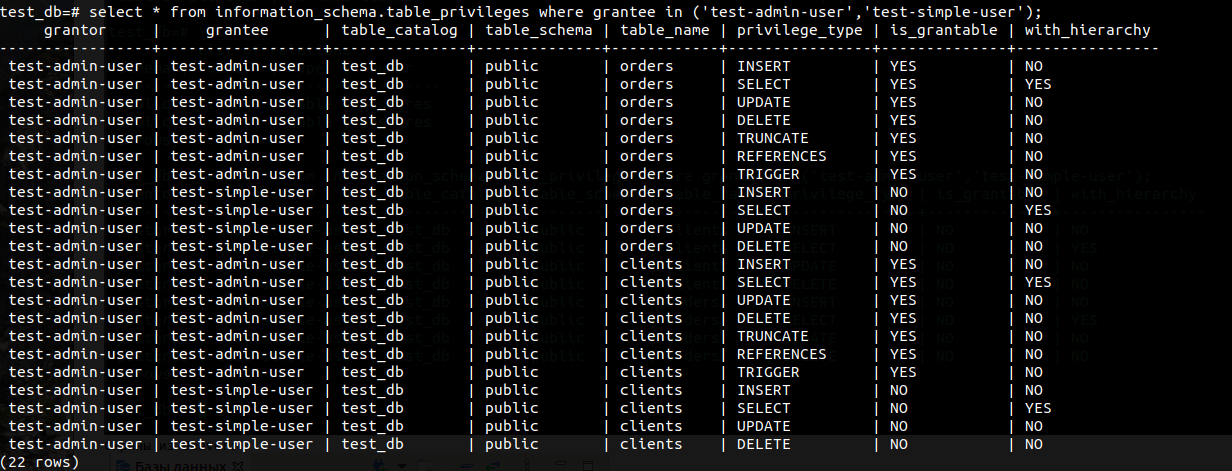 test_db=# select * from information_schema.table_privileges where grantee in ('test-admin-user','test-simple-user');
     grantor     |     grantee      | table_catalog | table_schema | table_name | privilege_type | is_grantable | with_hierarchy
-----------------+------------------+---------------+--------------+------------+----------------+--------------+----------------
 test-admin-user | test-admin-user  | test_db       | public       | orders     | INSERT         | YES          | NO
 test-admin-user | test-admin-user  | test_db       | public       | orders     | SELECT         | YES          | YES
 test-admin-user | test-admin-user  | test_db       | public       | orders     | UPDATE         | YES          | NO
 test-admin-user | test-admin-user  | test_db       | public       | orders     | DELETE         | YES          | NO
 test-admin-user | test-admin-user  | test_db       | public       | orders     | TRUNCATE       | YES          | NO
 test-admin-user | test-admin-user  | test_db       | public       | orders     | REFERENCES     | YES          | NO
 test-admin-user | test-admin-user  | test_db       | public       | orders     | TRIGGER        | YES          | NO
 test-admin-user | test-simple-user | test_db       | public       | orders     | INSERT         | NO           | NO
 test-admin-user | test-simple-user | test_db       | public       | orders     | SELECT         | NO           | YES
 test-admin-user | test-simple-user | test_db       | public       | orders     | UPDATE         | NO           | NO
 test-admin-user | test-simple-user | test_db       | public       | orders     | DELETE         | NO           | NO
 test-admin-user | test-admin-user  | test_db       | public       | clients    | INSERT         | YES          | NO
 test-admin-user | test-admin-user  | test_db       | public       | clients    | SELECT         | YES          | YES
 test-admin-user | test-admin-user  | test_db       | public       | clients    | UPDATE         | YES          | NO
 test-admin-user | test-admin-user  | test_db       | public       | clients    | DELETE         | YES          | NO
 test-admin-user | test-admin-user  | test_db       | public       | clients    | TRUNCATE       | YES          | NO
 test-admin-user | test-admin-user  | test_db       | public       | clients    | REFERENCES     | YES          | NO
 test-admin-user | test-admin-user  | test_db       | public       | clients    | TRIGGER        | YES          | NO
 test-admin-user | test-simple-user | test_db       | public       | clients    | INSERT         | NO           | NO
 test-admin-user | test-simple-user | test_db       | public       | clients    | SELECT         | NO           | YES
 test-admin-user | test-simple-user | test_db       | public       | clients    | UPDATE         | NO           | NO
 test-admin-user | test-simple-user | test_db       | public       | clients    | DELETE         | NO           | NO
(22 rows)
Базы данных